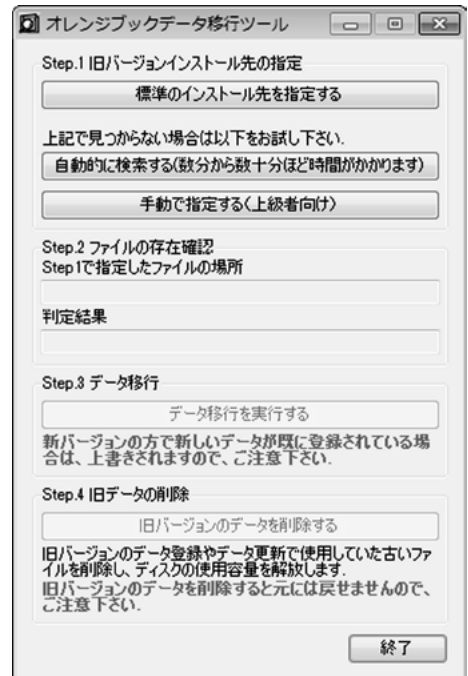 オレンジブックデータ移行ツール
Step.1 旧バージョンインストール先の指定
標準のインストール先を指定する
上記で見つからない場合は以下をお試し下さい.
自動的に検索する(数分から数十分ほど時間がかかります)
手動で指定する(上級者向け)
Step.2 ファイルの存在確認
Step1で指定したファイルの場所
判定結果
Step.3 データ移行
データ移行を実行する
新バージョンの方で新しいデータが既に登録されている場
合は、上書きされますので、ご注意下さい.
Step.4 旧データの削除
旧バージョンのデータを削除する
旧バージョンのデータ登録やデータ更新で使用していた古いファ
イルを削除し、ディスクの使用容量を解放します.
旧バージョンのデータを削除すると元には戻せませんので、
ご注意下さい.
終了